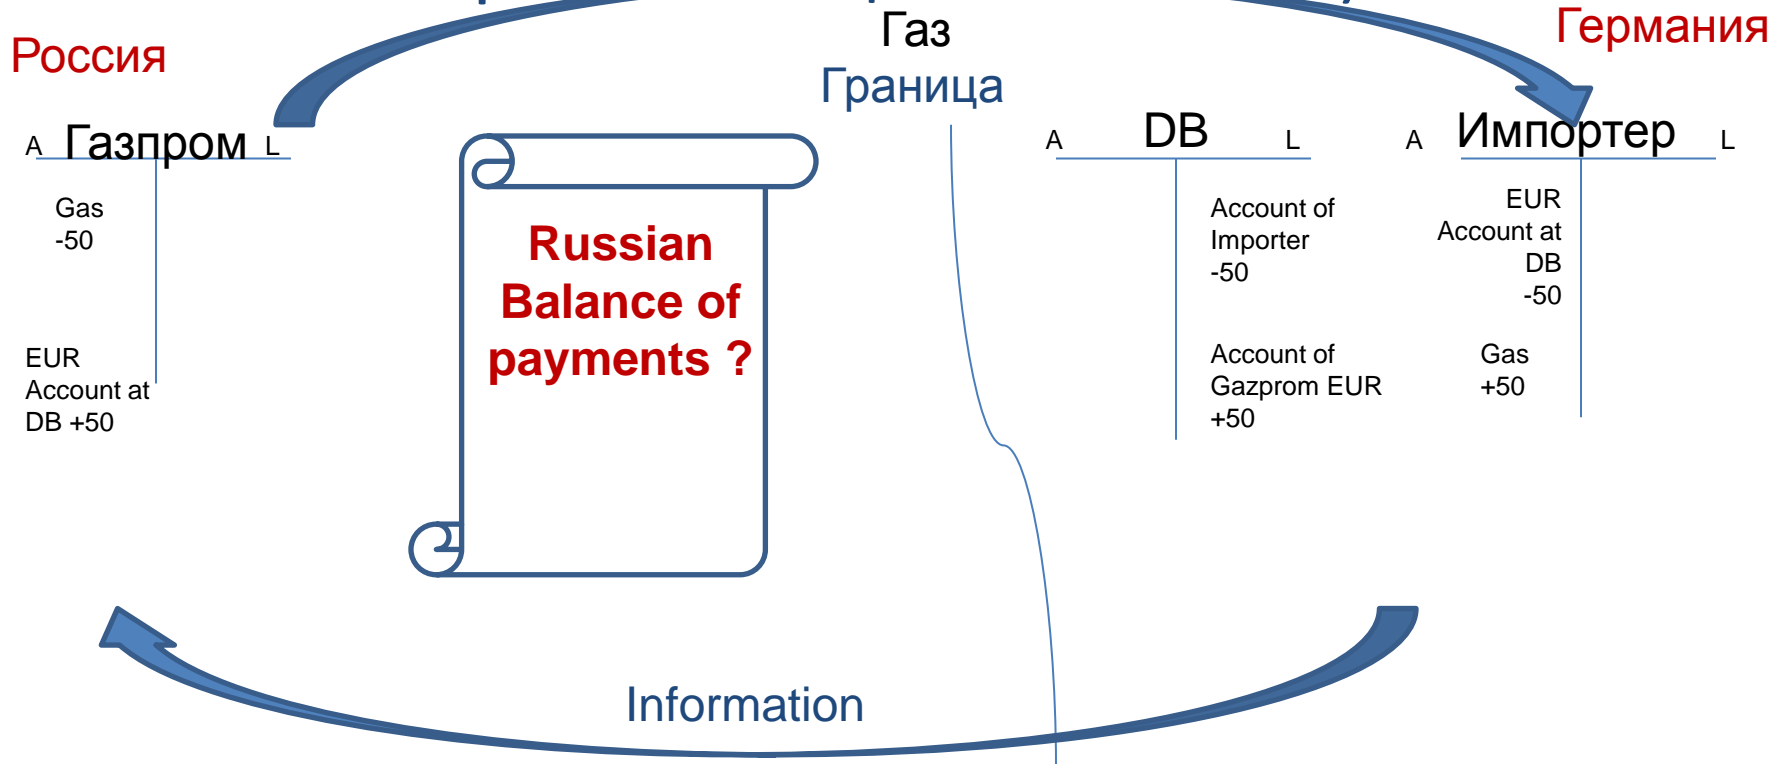 Газ
Россия
Германия
Граница
A Газпром L
Gas
-50
EUR
Account at
DB +50
Russian
Balance of
payments ?
A DB L
Account of
Importer
-50
Account of
Gazprom EUR
+50
A Импортер L
EUR
Account at
DB
-50
Gas
+50
Information